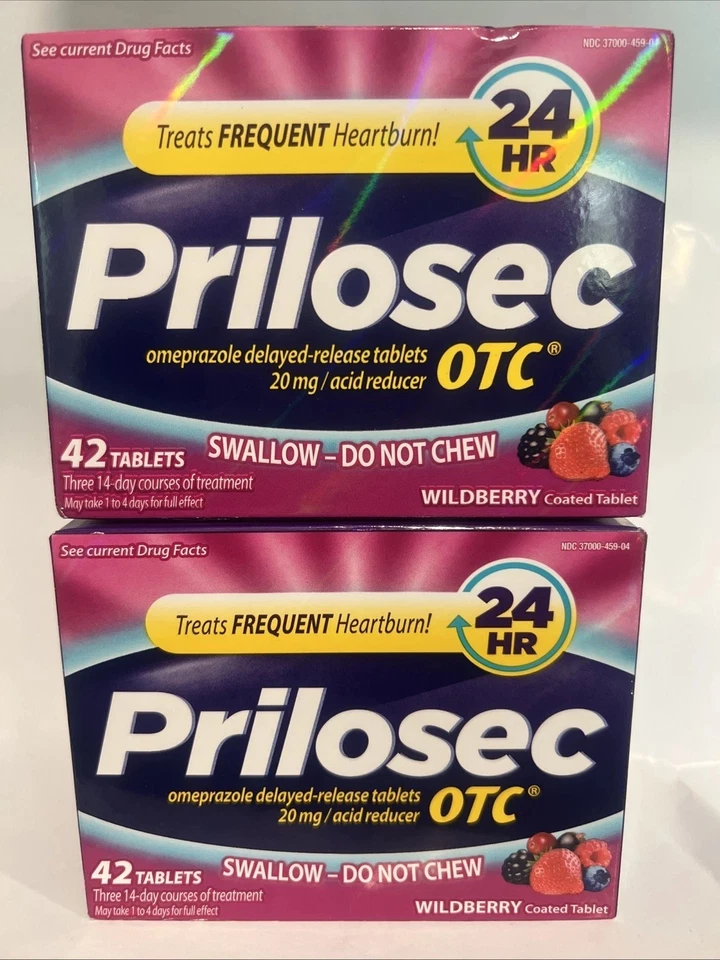 See current Drug Facts
NDC 37000-459-04
Treats FREQUENT Heartburn!
24
HR
Prilosec
omeprazole delayed-release tablets
20 mg / acid reducer
OTC®
42 TABLETS
SWALLOW – DO NOT CHEW
Three 14-day courses of treatment
May take 1 to 4 days for full effect
WILDBERRY Coated Tablet
See current Drug Facts
NDC 37000-459-04
Treats FREQUENT Heartburn!
24
HR
Prilosec
omeprazole delayed-release tablets
20 mg / acid reducer
OTC®
42 TABLETS
SWALLOW – DO NOT CHEW
Three 14-day courses of treatment
May take 1 to 4 days for full effect
WILDBERRY Coated Tablet